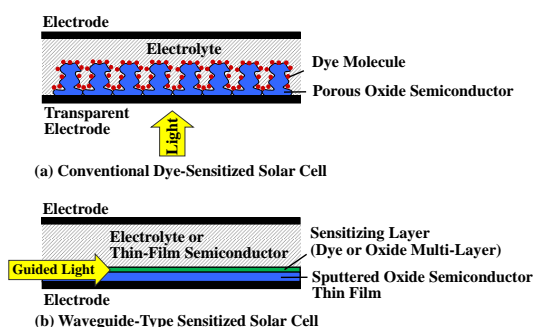 Electrode
Electrolyte
Dye Molecule
Porous Oxide Semiconductor
Transparent
Electrode
Light
(a) Conventional Dye-Sensitized Solar Cell
Electrode
Electrolyte or
Thin-Film Semiconductor
Sensitizing Layer
(Dye or Oxide Multi-Layer)
Guided Light
Sputtered Oxide Semiconductor
Thin Film
Electrode
(b) Waveguide-Type Sensitized Solar Cell